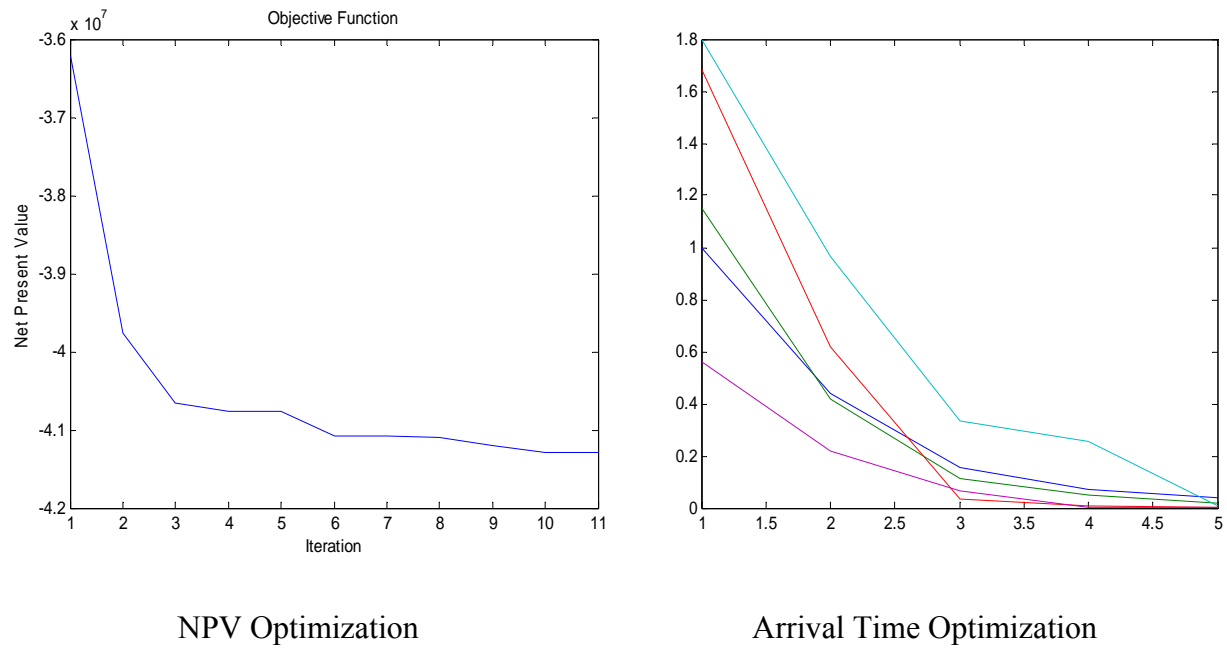 x 10^7
Objective Function
-3.6
-3.7
-3.8
-3.9
-4
-4.1
-4.2
Net Present Value
1 2 3 4 5 6 7 8 9 10 11
Iteration
1.8
1.6
1.4
1.2
1
0.8
0.6
0.4
0.2
0
1 1.5 2 2.5 3 3.5 4 4.5 5
NPV Optimization
Arrival Time Optimization